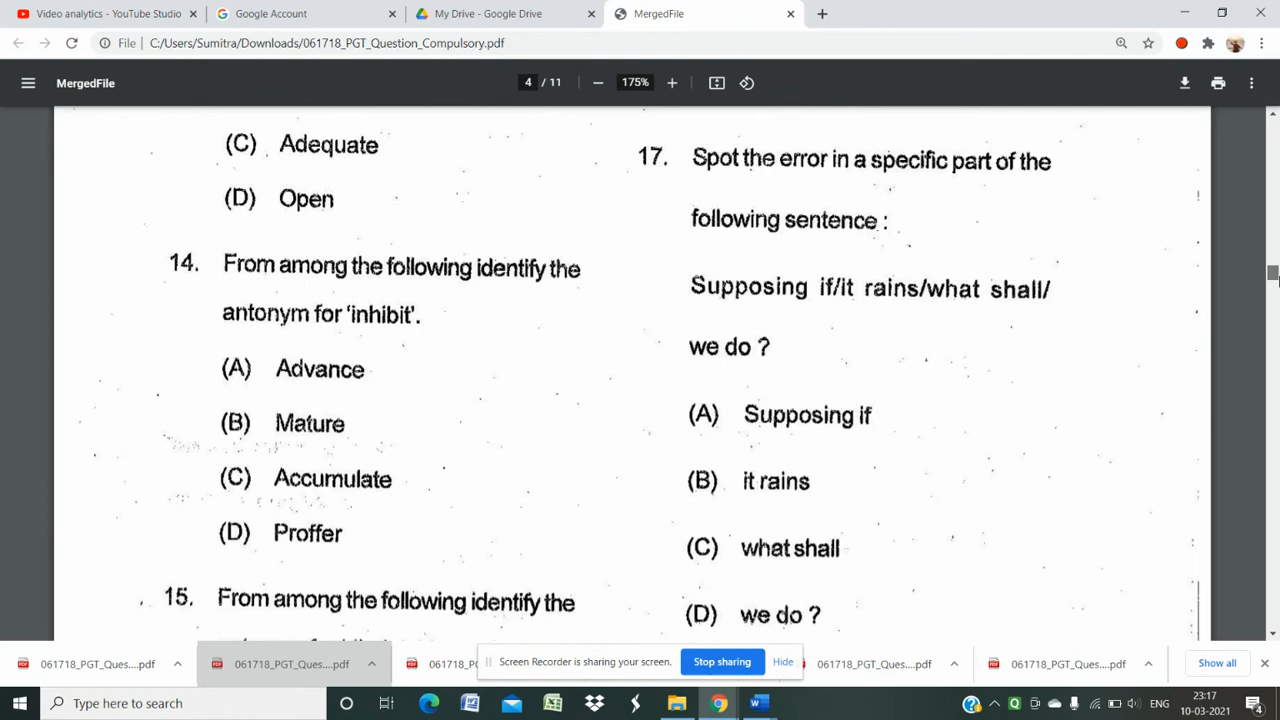 Video analytics - YouTube Studio
Google Account
My Drive - Google Drive
MergedFile
File | C:/Users/Sumitra/Downloads/061718_PGT_Question_Compulsory.pdf
MergedFile
4 / 11
175%
(C) Adequate
(D) Open
14. From among the following identify the
antonym for 'inhibit'.
(A) Advance
(B) Mature
(C) Accumulate
(D) Proffer
15. From among the following identify the
17. Spot the error in a specific part of the
following sentence :
Supposing if/it rains/what shall/
we do ?
(A) Supposing if
(B) it rains
(C) what shall
(D) we do ?
061718_PGT_Ques....pdf
061718_PGT_Ques....pdf
061718_PG
Screen Recorder is sharing your screen.
Stop sharing
Hide
061718_PGT_Ques....pdf
061718_PGT_Ques....pdf
Show all
Type here to search
ENG
23:17
10-03-2021
4